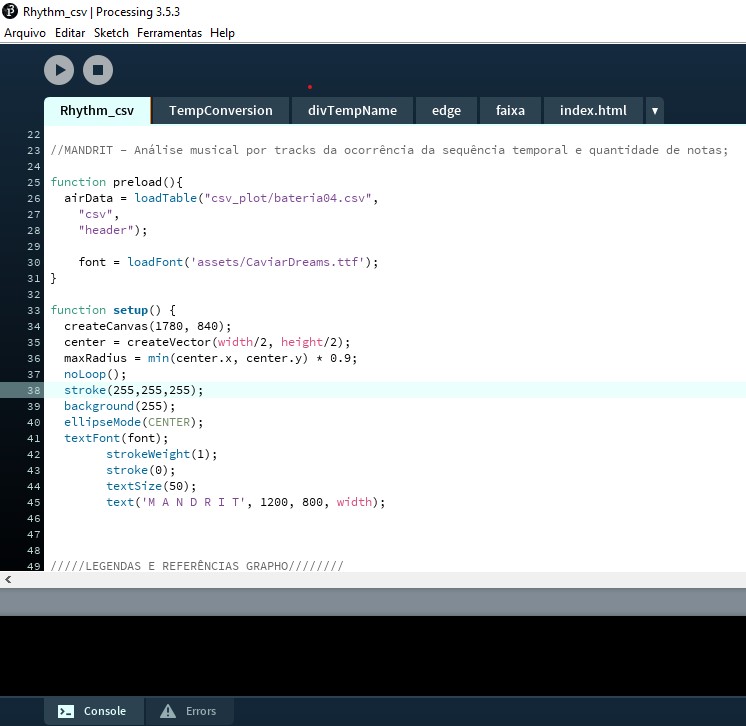 Rhythm_csv | Processing 3.5.3
Arquivo Editar Sketch Ferramentas Help
Rhythm_csv TempConversion divTempName edge faixa index.html ▼
22
23 //MANDRIT - Análise musical por tracks da ocorrência da sequência temporal e quantidade de notas;
24
25 function preload(){
26 airData = loadTable("csv_plot/bateria04.csv",
27 "csv",
28 "header");
29
30 font = loadFont('assets/CaviarDreams.ttf');
31 }
32
33 function setup() {
34 createCanvas(1780, 840);
35 center = createVector(width/2, height/2);
36 maxRadius = min(center.x, center.y) * 0.9;
37 noLoop();
38 stroke(255,255,255);
39 background(255);
40 ellipseMode(CENTER);
41 textFont(font);
42 strokeWeight(1);
43 stroke(0);
44 textSize(50);
45 text('M A N D R I T', 1200, 800, width);
46
47
48
49 /////LEGENDAS E REFERÊNCIAS GRAPHO////////
Console Errors